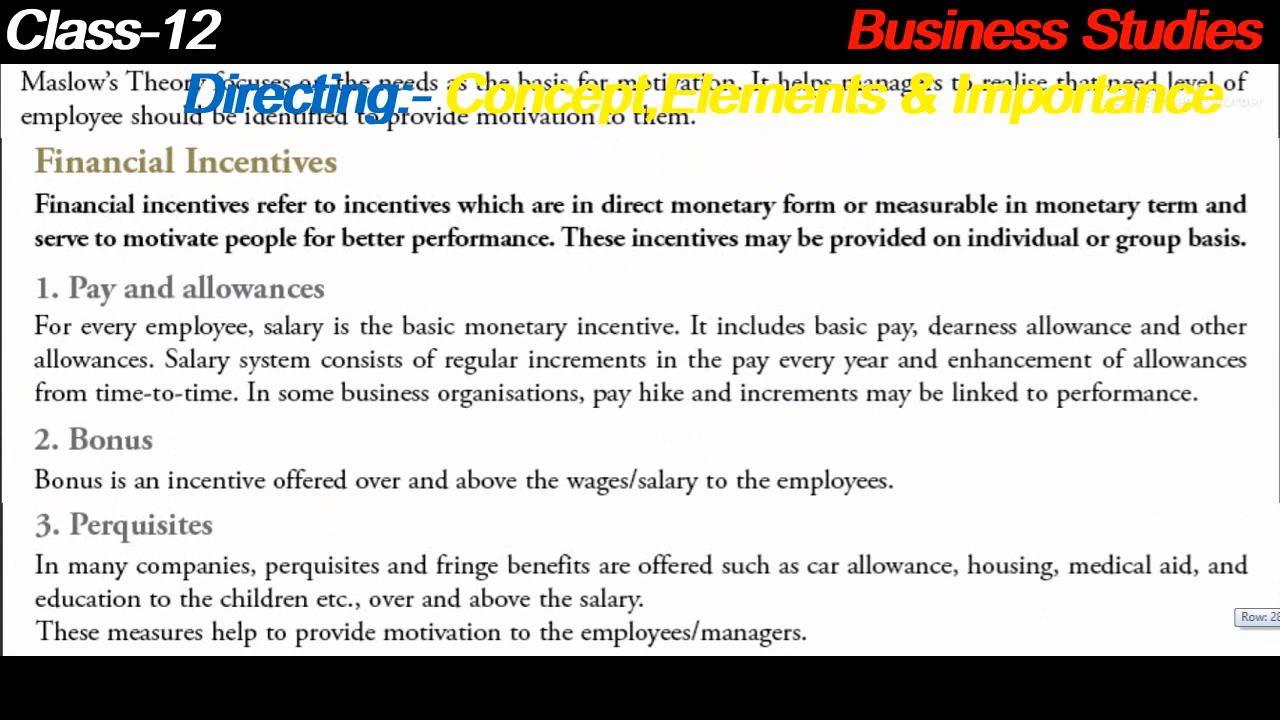 Class-12
Business Studies
Maslow's Theory focuses on the needs as the basis for motivation. It helps managers to realise that need level of
Directing:- Concept,Elements & Importance
employee should be identified to provide motivation to them.
Financial Incentives
Financial incentives refer to incentives which are in direct monetary form or measurable in monetary term and
serve to motivate people for better performance. These incentives may be provided on individual or group basis.
1. Pay and allowances
For every employee, salary is the basic monetary incentive. It includes basic pay, dearness allowance and other
allowances. Salary system consists of regular increments in the pay every year and enhancement of allowances
from time-to-time. In some business organisations, pay hike and increments may be linked to performance.
2. Bonus
Bonus is an incentive offered over and above the wages/salary to the employees.
3. Perquisites
In many companies, perquisites and fringe benefits are offered such as car allowance, housing, medical aid, and
education to the children etc., over and above the salary.
These measures help to provide motivation to the employees/managers.
Row: 28